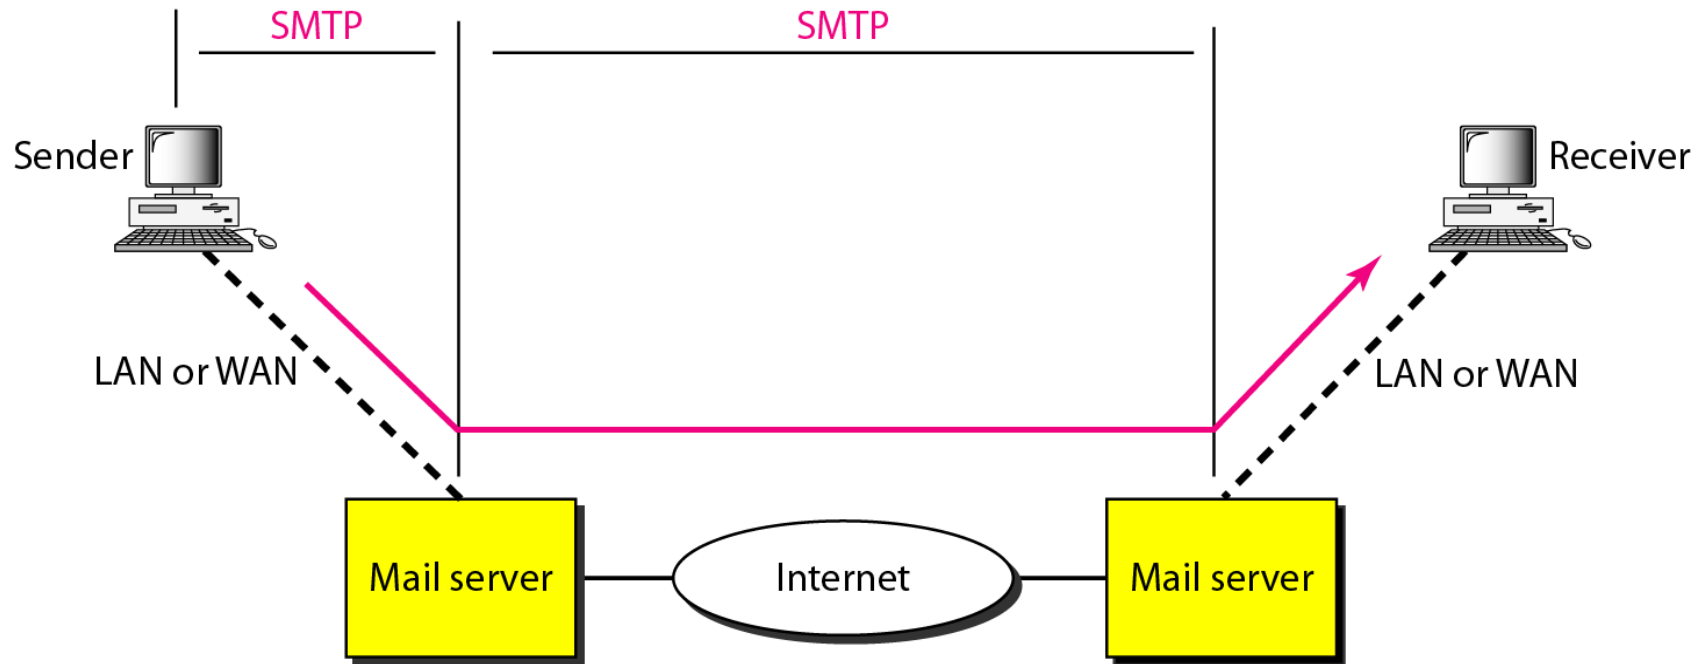 SMTP
SMTP
Sender
Receiver
LAN or WAN
LAN or WAN
Mail server
Internet
Mail server